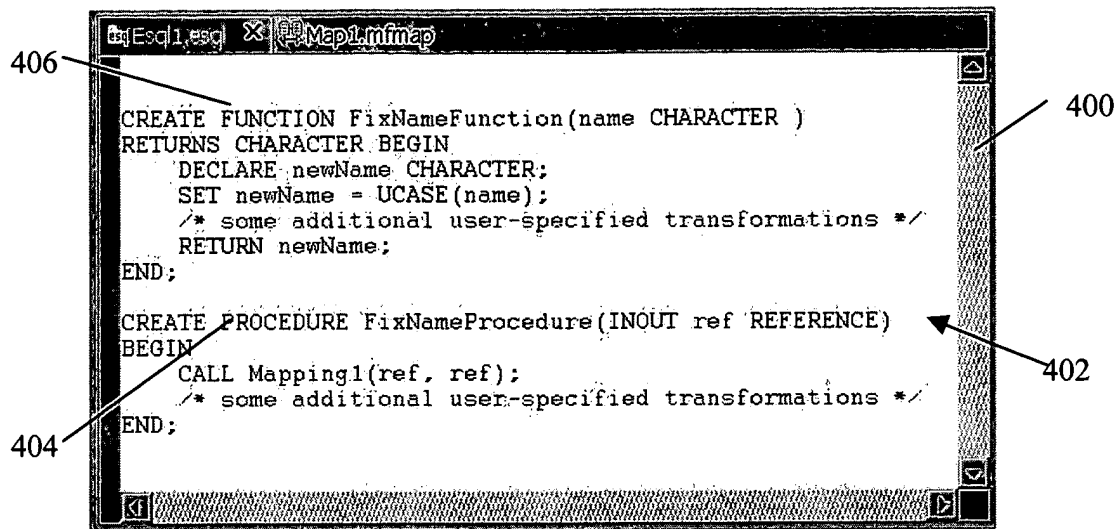 Esql1.esql Map1.mfmap
406
400
CREATE FUNCTION FixNameFunction(name CHARACTER )
RETURNS CHARACTER BEGIN
    DECLARE newName CHARACTER;
    SET newName = UCASE(name);
    /* some additional user-specified transformations */
    RETURN newName;
END;
CREATE PROCEDURE FixNameProcedure(INOUT ref REFERENCE)
BEGIN
402
    CALL Mapping1(ref, ref);
    /* some additional user-specified transformations */
404
END;